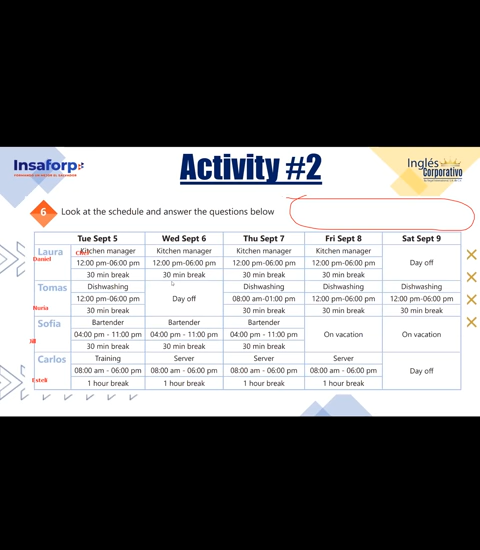 Insaforp
FORMANDO UN MEJOR EL SALVADOR
Activity #2
Inglés
Corporativo
6 Look at the schedule and answer the questions below
Tue Sept 5 Wed Sept 6 Thu Sept 7 Fri Sept 8 Sat Sept 9
Laura Kitchen manager Kitchen manager Kitchen manager Kitchen manager Day off
Chef
Daniel
12:00 pm-06:00 pm 12:00 pm-06:00 pm 12:00 pm-06:00 pm 12:00 pm-06:00 pm
30 min break 30 min break 30 min break 30 min break
Tomas Dishwashing Day off Dishwashing Dishwashing Dishwashing
12:00 pm-06:00 pm 08:00 am-01:00 pm 12:00 pm-06:00 pm 12:00 pm-06:00 pm
Nuria
30 min break 30 min break 30 min break 30 min break
Sofia Bartender Bartender Bartender On vacation On vacation
04:00 pm - 11:00 pm 04:00 pm - 11:00 pm 04:00 pm - 11:00 pm
Jill
30 min break 30 min break 30 min break
Carlos Training Server Server Server Day off
08:00 am - 06:00 pm 08:00 am - 06:00 pm 08:00 am - 06:00 pm 08:00 am - 06:00 pm
Estell
1 hour break 1 hour break 1 hour break 1 hour break